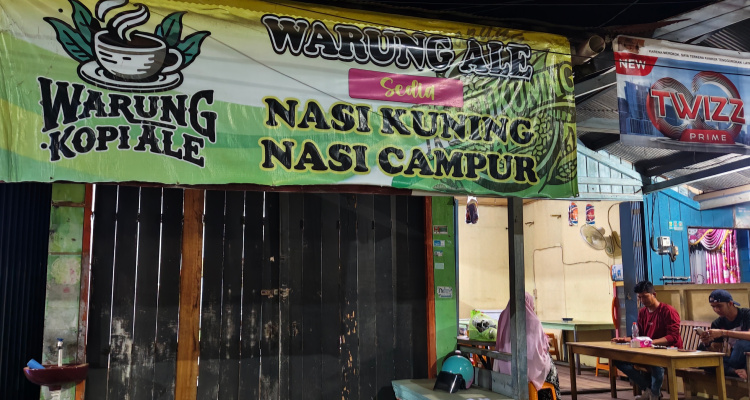 WARUNG
KOPI ALE
WARUNG ALE
Sedia
NASI KUNING
NASI CAMPUR
NEW
TWIZZ
PRIME